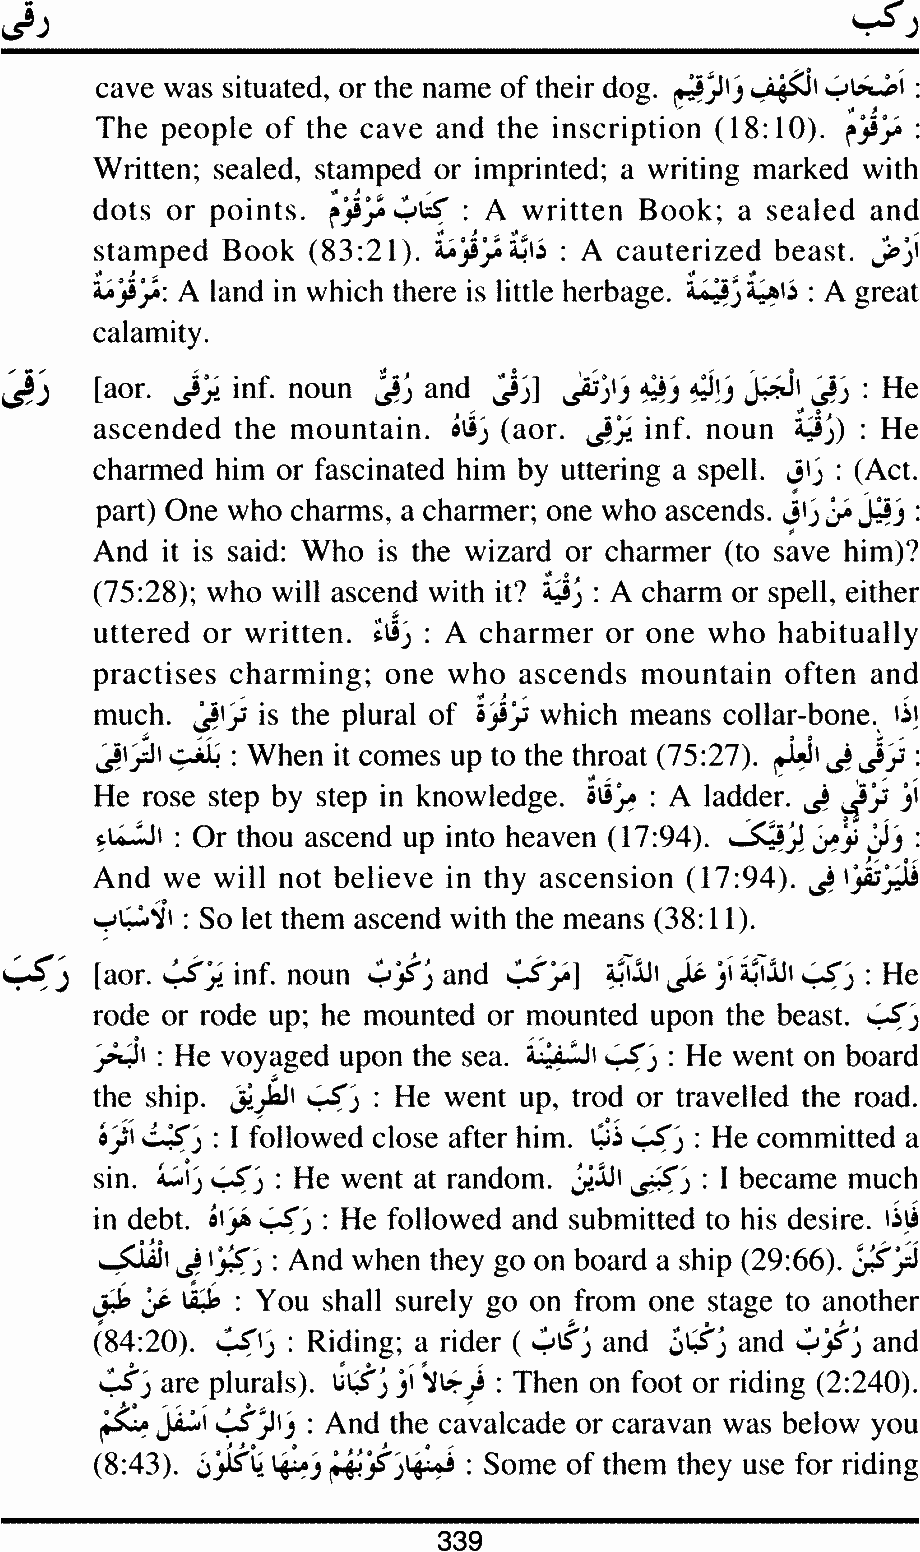 رقى ركب
cave was situated, or the name of their dog. اَصْحَابَ الْكَهْفِ وَالرَّقِيْمِ :
The people of the cave and the inscription (18:10). مَرْقُوْمٌ :
Written; sealed, stamped or imprinted; a writing marked with
dots or points. كِتَابٌ مَّرْقُوْمٌ : A written Book; a sealed and
stamped Book (83:21). دَابَّةٌ مَّرْقُوْمَةٌ : A cauterized beast. اَرْضٌ
مَّرْقُوْمَةٌ: A land in which there is little herbage. دَاهِيَةٌ رَّقِيْمَةٌ : A great
calamity.
رَقِىَ [aor. يَرْقَى inf. noun رُقِىٌّ and رَقْىٌ] رَقِىَ الْجَبَلَ وَاِلَيْهِ وَفِيْهِ وَارْتَقٰى : He
ascended the mountain. رَقَاهُ (aor. يَرْقِى inf. noun رُقْيَةٌ) : He
charmed him or fascinated him by uttering a spell. رَاقٍ : (Act.
part) One who charms, a charmer; one who ascends. وَقِيْلَ مَنْ رَاقٍ :
And it is said: Who is the wizard or charmer (to save him)?
(75:28); who will ascend with it? رُقْيَةٌ : A charm or spell, either
uttered or written. رَقَّاءٌ : A charmer or one who habitually
practises charming; one who ascends mountain often and
much. تَرَاقِىْ is the plural of تَرْقُوَةٌ which means collar-bone. اِذَا
بَلَغَتِ التَّرَاقِىَ : When it comes up to the throat (75:27). تَرَقّٰى فِى الْعِلْمِ :
He rose step by step in knowledge. مِرْقَاةٌ : A ladder. اَوْ تَرْقٰى فِى
السَّمَاءِ : Or thou ascend up into heaven (17:94). وَلَنْ نُّؤْمِنَ لِرُقِيِّكَ :
And we will not believe in thy ascension (17:94). فَلْيَرْتَقُوْا فِى
الْاَسْبَابِ : So let them ascend with the means (38:11).
رَكِبَ [aor. يَرْكَبُ inf. noun رُكُوْبٌ and مَرْكَبٌ] رَكِبَ الدَّآبَّةَ اَوْ عَلَى الدَّآبَّةِ : He
rode or rode up; he mounted or mounted upon the beast. رَكِبَ
الْبَحْرَ : He voyaged upon the sea. رَكِبَ السَّفِيْنَةَ : He went on board
the ship. رَكِبَ الطَّرِيْقَ : He went up, trod or travelled the road.
رَكِبْتُ اَثَرَهُ : I followed close after him. رَكِبَ ذَنْبًا : He committed a
sin. رَكِبَ رَأْسَهُ : He went at random. رَكِبَنِى الدَّيْنُ : I became much
in debt. رَكِبَ هَوَاهُ : He followed and submitted to his desire. فَاِذَا
رَكِبُوْا فِى الْفُلْكِ : And when they go on board a ship (29:66). لَتَرْكَبُنَّ
طَبَقًا عَنْ طَبَقٍ : You shall surely go on from one stage to another
(84:20). رَاكِبٌ : Riding; a rider ( رُكَّابٌ and رُكْبَانٌ and رُكُوْبٌ and
رَكْبٌ are plurals). فَرِجَالًا اَوْ رُكْبَانًا : Then on foot or riding (2:240).
وَالرَّكْبُ اَسْفَلَ مِنْكُمْ : And the cavalcade or caravan was below you
(8:43). فَمِنْهَارَكُوْبُهُمْ وَمِنْهَا يَاْكُلُوْنَ : Some of them they use for riding
339